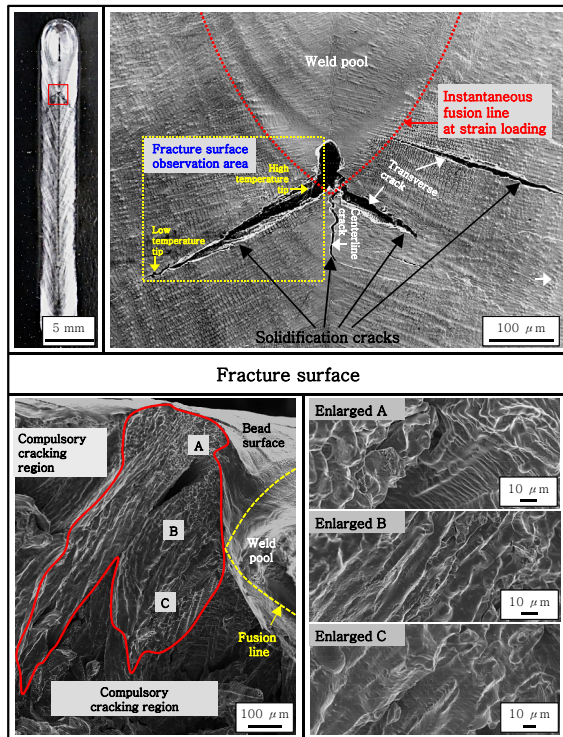 5 mm
Weld pool
Instantaneous
fusion line
at strain loading
Fracture surface
observation area
High
temperature
tip
Transverse
crack
Low
temperature
tip
Centerline
crack
Solidification cracks
100 μm
Fracture surface
Compulsory
cracking
region
A
Bead
surface
B
Weld
pool
C
Fusion
line
Compulsory
cracking region
100 μm
Enlarged A
10 μm
Enlarged B
10 μm
Enlarged C
10 μm